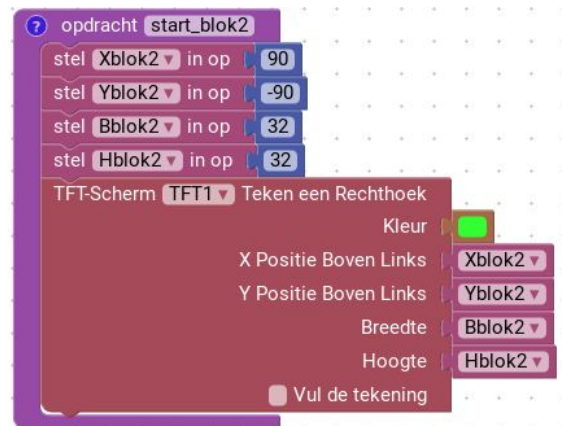 ? opdracht start_blok2
stel Xblok2 in op 90
stel Yblok2 in op -90
stel Bblok2 in op 32
stel Hblok2 in op 32
TFT-Scherm TFT1 Teken een Rechthoek
Kleur
X Positie Boven Links Xblok2
Y Positie Boven Links Yblok2
Breedte Bblok2
Hoogte Hblok2
Vul de tekening